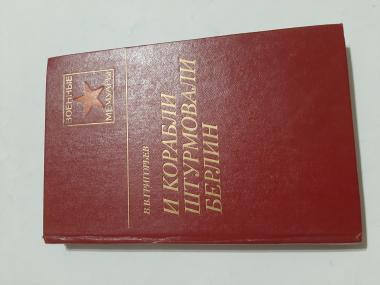 ВОЕННЫЕ
МЕМУАРЫ
В.В.ГРИГОРЬЕВ
И КОРАБЛИ
ШТУРМОВАЛИ
БЕРЛИН